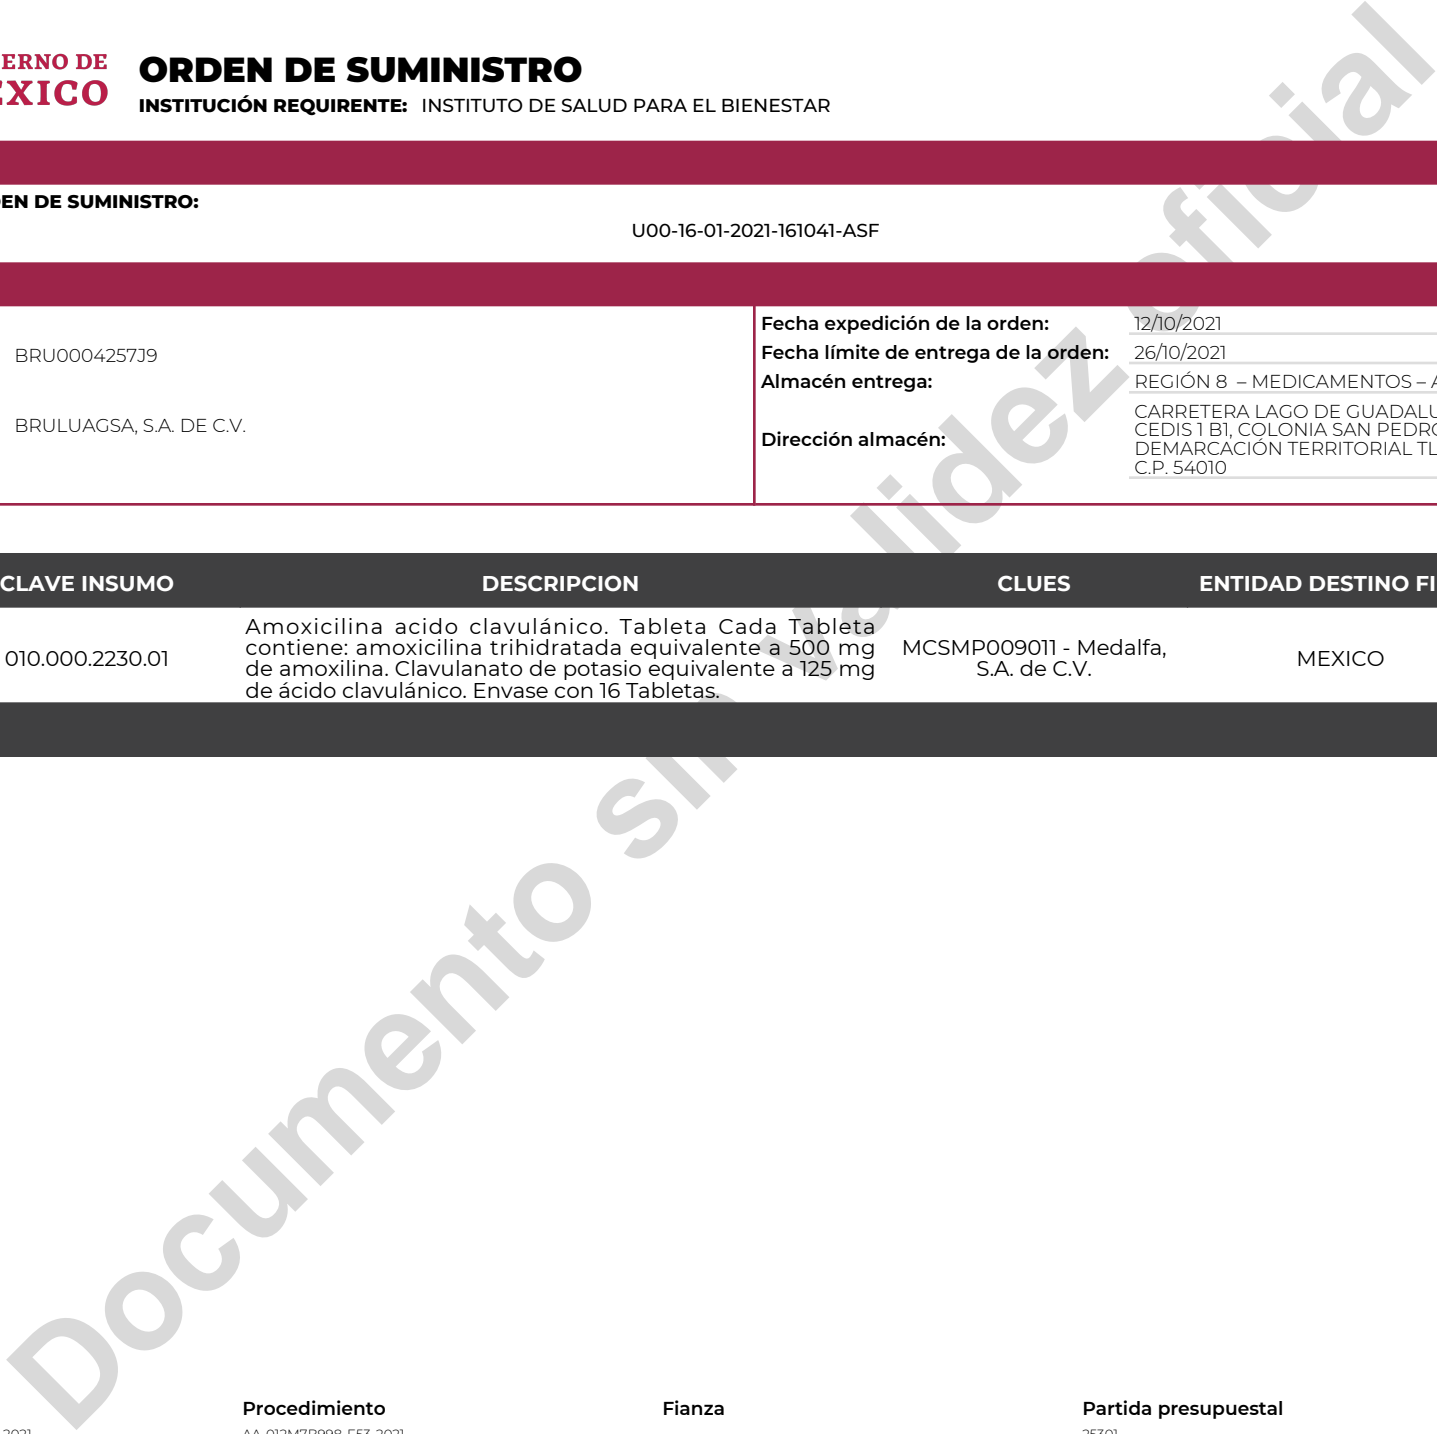 ERNO DE
EXICO
ORDEN DE SUMINISTRO
INSTITUCIÓN REQUIRENTE: INSTITUTO DE SALUD PARA EL BIENESTAR
EN DE SUMINISTRO:
U00-16-01-2021-161041-ASF
BRU0004257J9
BRULUAGSA, S.A. DE C.V.
Fecha expedición de la orden: 12/10/2021
Fecha límite de entrega de la orden: 26/10/2021
Almacén entrega: REGIÓN 8 – MEDICAMENTOS – A
Dirección almacén:
CARRETERA LAGO DE GUADALU
CEDIS 1 B1, COLONIA SAN PEDRO
DEMARCACIÓN TERRITORIAL TL
C.P. 54010
CLAVE INSUMO DESCRIPCION CLUES ENTIDAD DESTINO FI
010.000.2230.01
Amoxicilina acido clavulánico. Tableta Cada Tableta
contiene: amoxicilina trihidratada equivalente a 500 mg
de amoxilina. Clavulanato de potasio equivalente a 125 mg
de ácido clavulánico. Envase con 16 Tabletas.
MCSMP009011 - Medalfa,
S.A. de C.V.
MEXICO
Documento sin validez oficial
Procedimiento Fianza Partida presupuestal